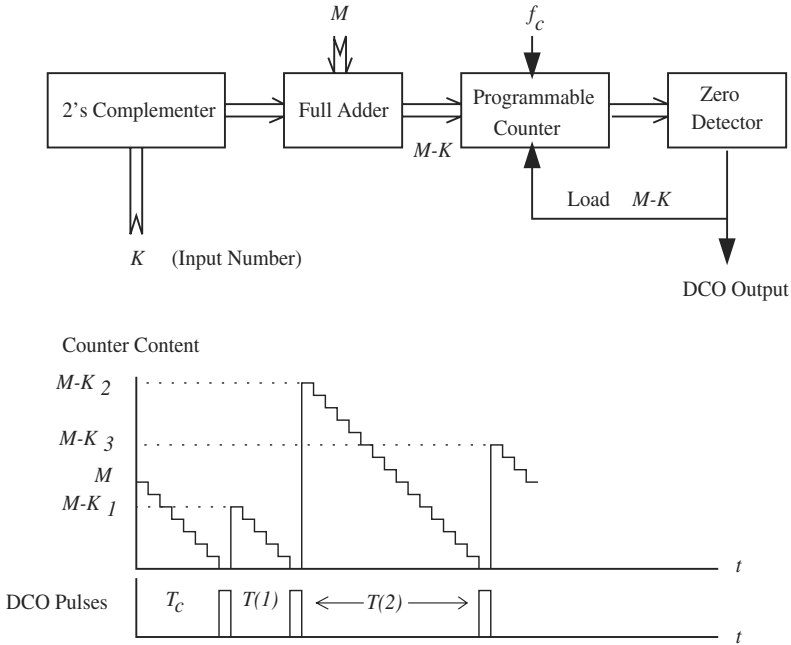 M
f_c
2's Complementer
Full Adder
Programmable
Counter
Zero
Detector
M-K
Load M-K
K (Input Number)
DCO Output
Counter Content
M-K 2
M-K 3
M
M-K 1
t
DCO Pulses
T_c
T(1)
T(2)
t